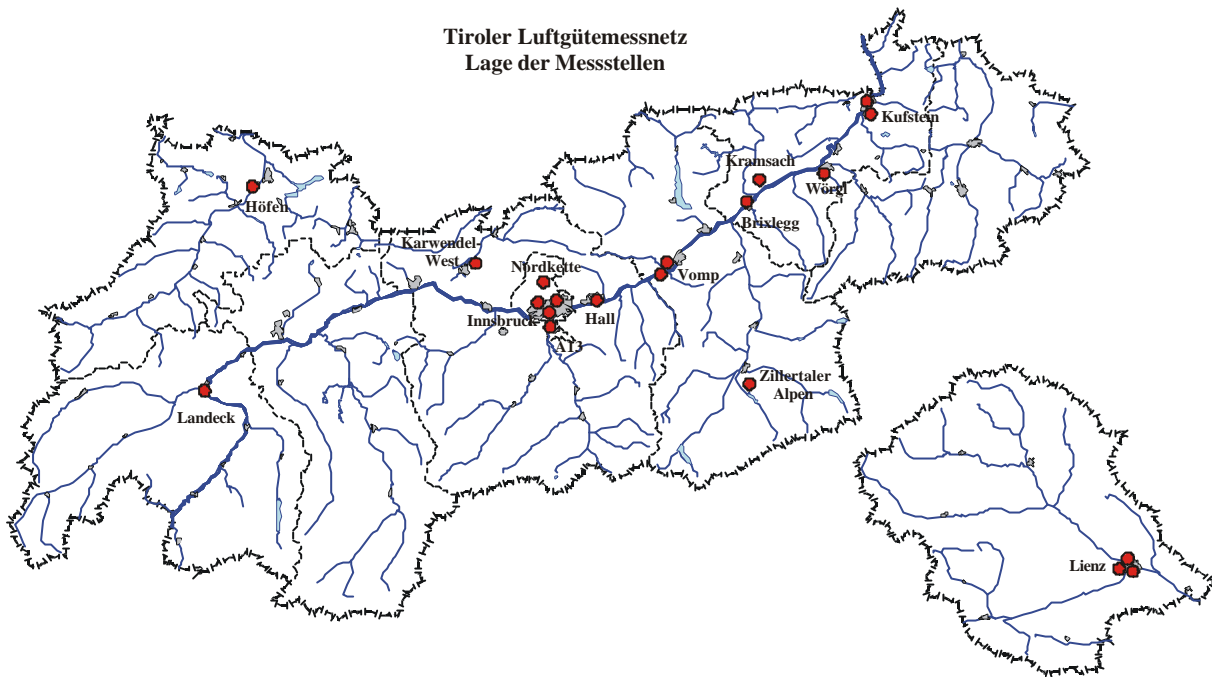 Tiroler Luftgütemessnetz
Lage der Messstellen
Kufstein
Kramsach
Wörgl
Höfen
Brixlegg
Karwendel-
West
Nordkette
Vomp
Innsbruck
Hall
A13
Zillertaler
Alpen
Landeck
Lienz